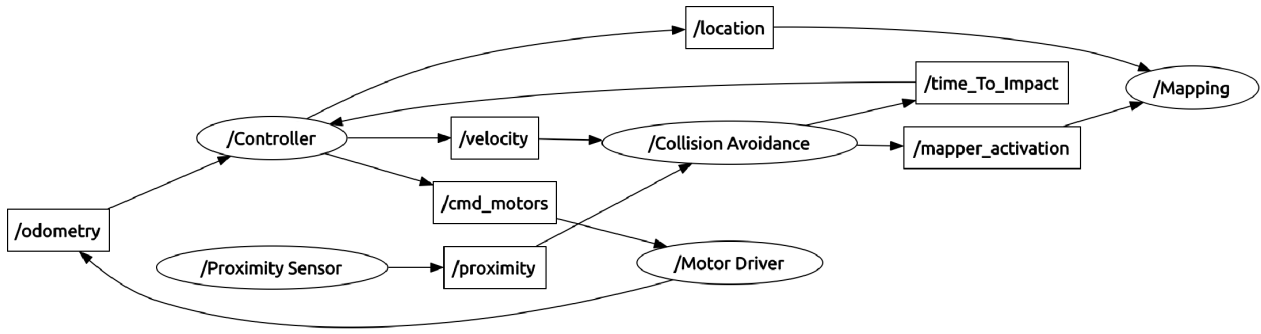 /location
/time_To_Impact
/Mapping
/Controller
/velocity
/Collision Avoidance
/mapper_activation
/cmd_motors
/odometry
/Proximity Sensor
/proximity
/Motor Driver